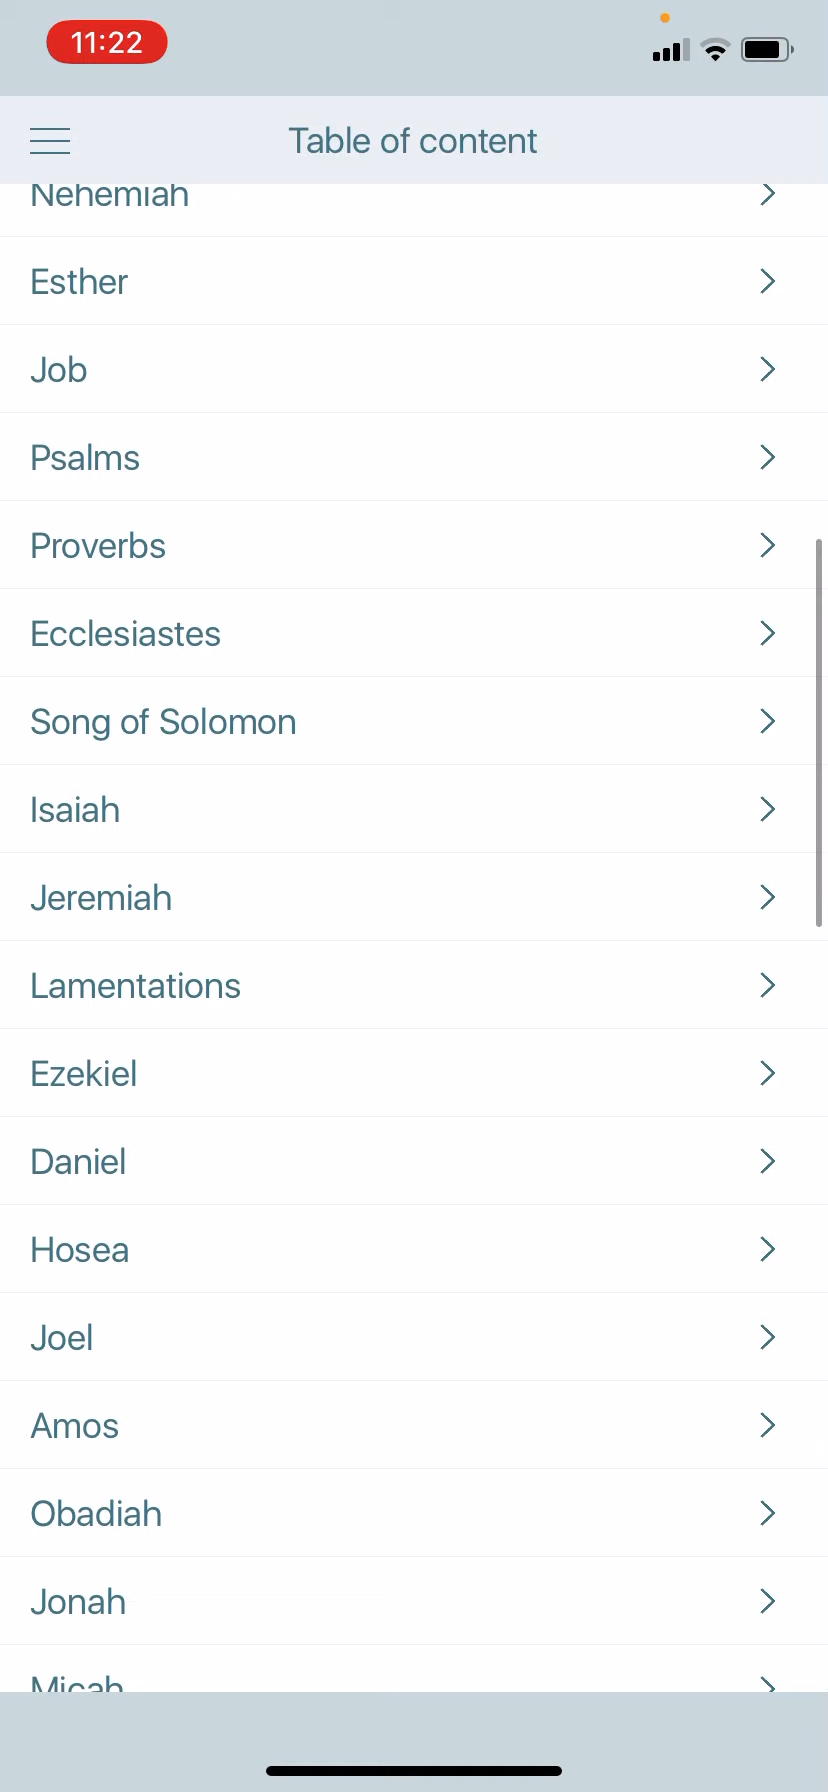 11:22
Table of content
Nehemiah
Esther
Job
Psalms
Proverbs
Ecclesiastes
Song of Solomon
Isaiah
Jeremiah
Lamentations
Ezekiel
Daniel
Hosea
Joel
Amos
Obadiah
Jonah
Micah